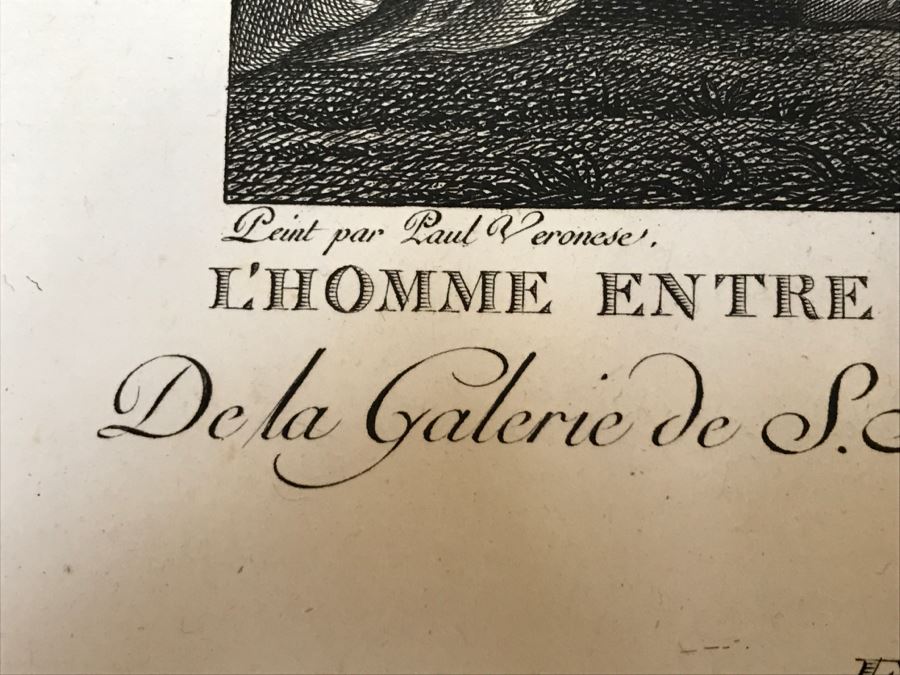 Peint par Paul Veronese.
L'HOMME ENTRE
De la Galerie de S.